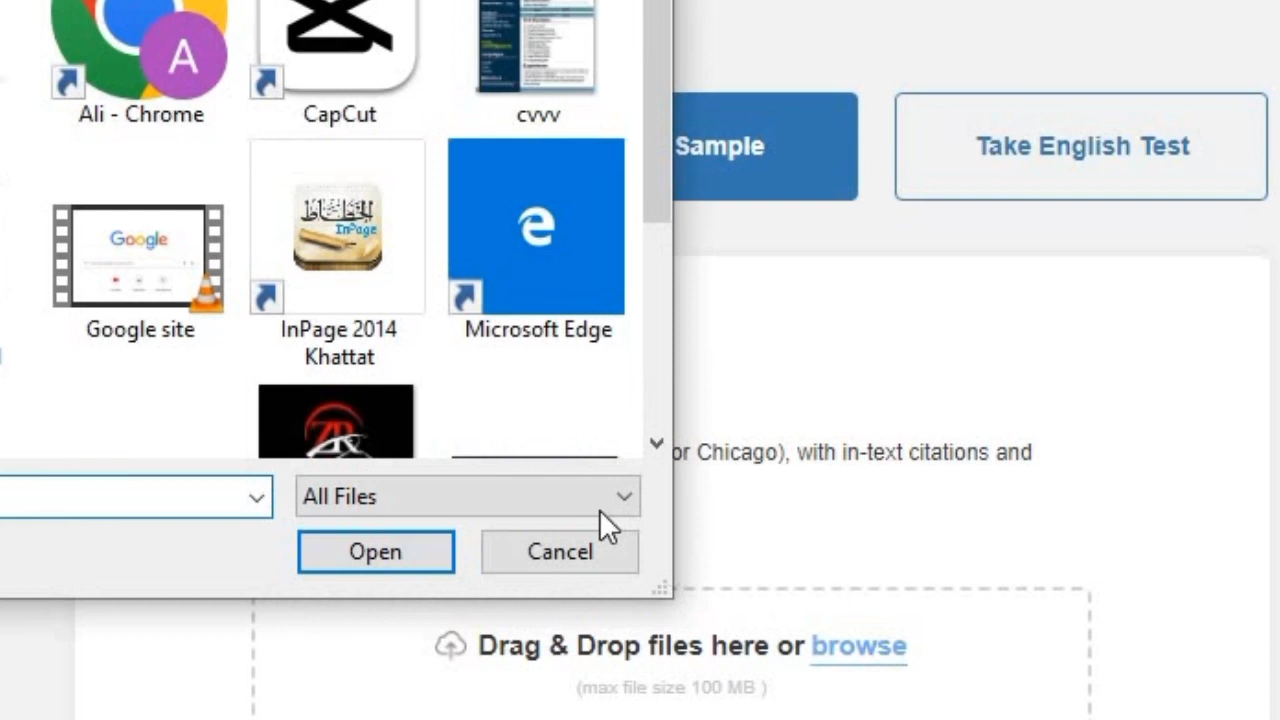 A
Ali - Chrome
CapCut
cvvv
Sample
Take English Test
Google
الخطاط
InPage
e
Google site
InPage 2014
Khattat
Microsoft Edge
or Chicago), with in-text citations and
All Files
Open
Cancel
Drag & Drop files here or browse
(max file size 100 MB )